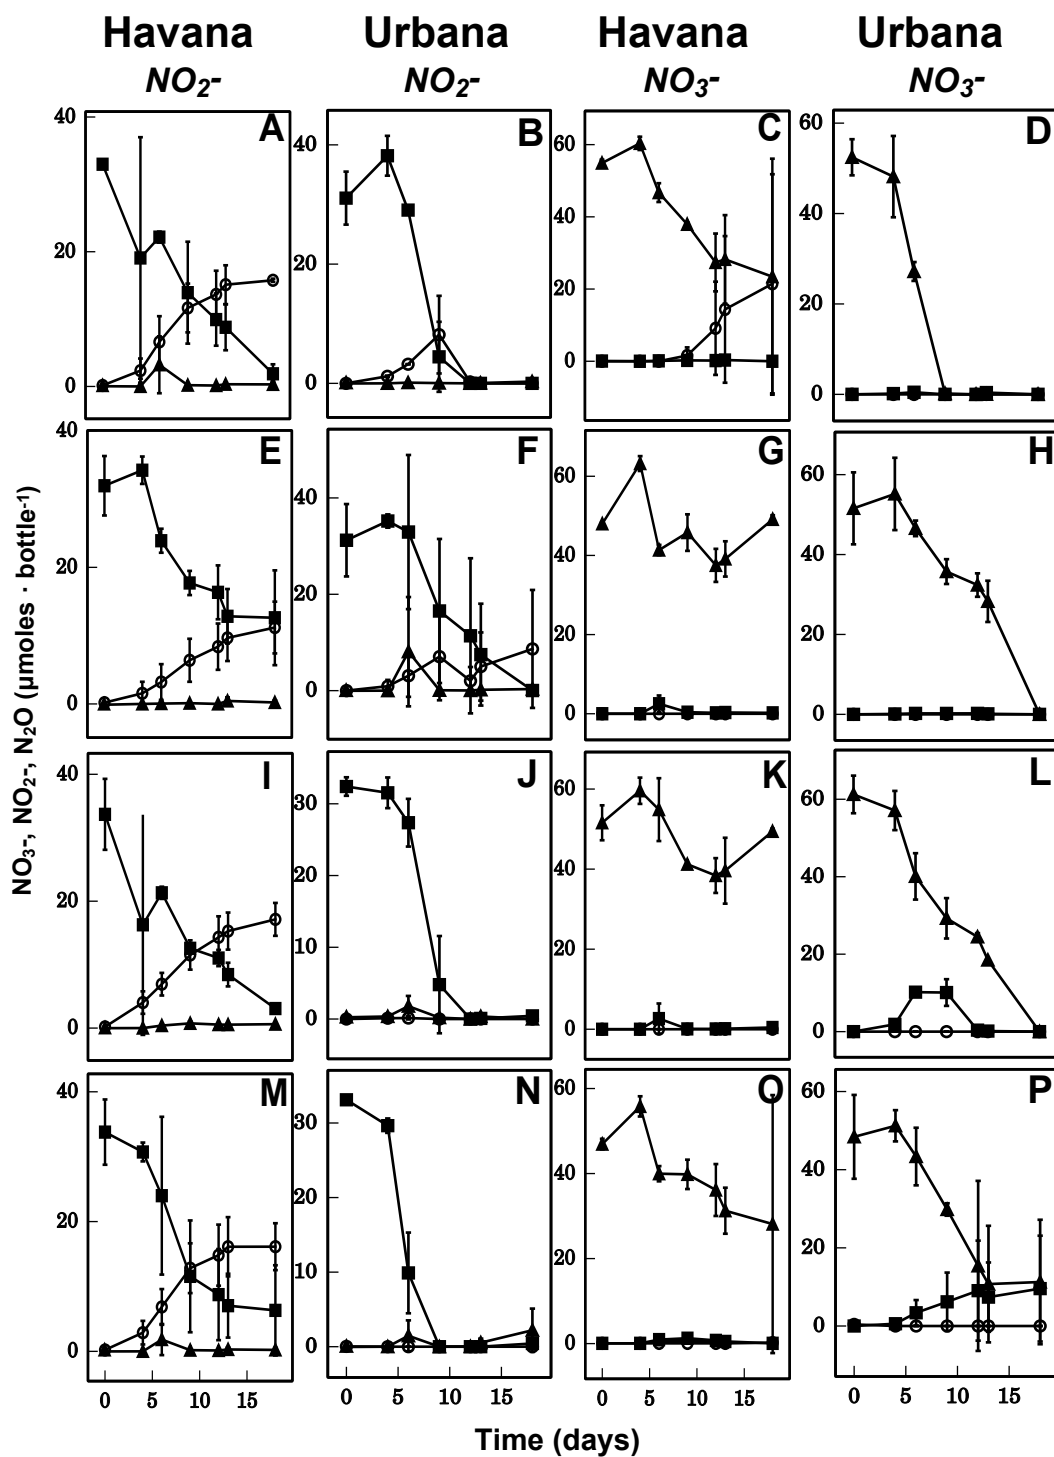 Havana Urbana Havana Urbana
NO2- NO2- NO3- NO3-
A B C D
40 40 60 60
20 20 40 40
0 0 20 20
0 0
E F G H
40 40 60 60
20 20 40 40
0 0 20 20
0 0
I J K L
40 30 60 60
20 20 40 40
0 10 20 20
0 0 0
M N O P
40 30 60 60
20 20 40 40
0 10 20 20
0 0 0
0 5 10 15 0 5 10 15 0 5 10 15 0 5 10 15
Time (days)
NO3-, NO2-, N2O (µmoles · bottle-1)